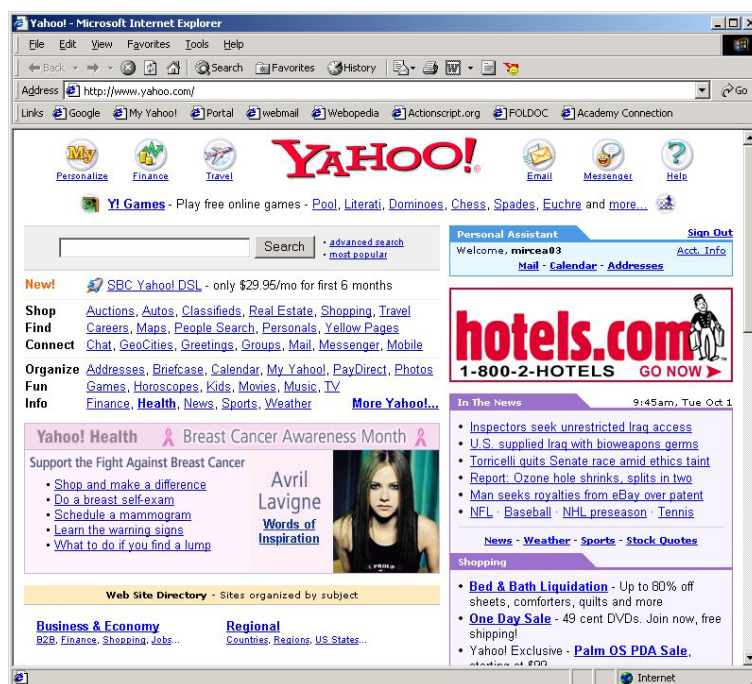 Yahoo! - Microsoft Internet Explorer
File Edit View Favorites Tools Help
Back Search Favorites History
Address http://www.yahoo.com/ Go
Links Google My Yahoo! Portal webmail Webopedia Actionscript.org FOLDOC Academy Connection
My YAHOO!
Personalize Finance Travel Email Messenger Help
Y! Games - Play free online games - Pool, Literati, Dominoes, Chess, Spades, Euchre and more...
Search
· advanced search
· most popular
New! SBC Yahoo! DSL - only $29.95/mo for first 6 months
Shop Auctions, Autos, Classifieds, Real Estate, Shopping, Travel
Find Careers, Maps, People Search, Personals, Yellow Pages
Connect Chat, GeoCities, Greetings, Groups, Mail, Messenger, Mobile
Organize Addresses, Briefcase, Calendar, My Yahoo!, PayDirect, Photos
Fun Games, Horoscopes, Kids, Movies, Music, TV
Info Finance, Health, News, Sports, Weather More Yahoo!...
Yahoo! Health Breast Cancer Awareness Month
Support the Fight Against Breast Cancer
• Shop and make a difference
• Do a breast self-exam
• Schedule a mammogram
• Learn the warning signs
• What to do if you find a lump
Avril
Lavigne
Words of
Inspiration
Web Site Directory - Sites organized by subject
Business & Economy
B2B, Finance, Shopping, Jobs...
Regional
Countries, Regions, US States...
Personal Assistant Sign Out
Welcome, mircea03 Acct. Info
Mail - Calendar - Addresses
hotels.com
1-800-2-HOTELS GO NOW
In The News 9:45am, Tue Oct 1
• Inspectors seek unrestricted Iraq access
• U.S. supplied Iraq with bioweapons germs
• Torricelli quits Senate race amid ethics taint
• Report: Ozone hole shrinks, splits in two
• Man seeks royalties from eBay over patent
• NFL · Baseball · NHL preseason · Tennis
News - Weather - Sports - Stock Quotes
Shopping
• Bed & Bath Liquidation - Up to 80% off
sheets, comforters, quilts and more
• One Day Sale - 49 cent DVDs. Join now, free
shipping!
• Yahoo! Exclusive - Palm OS PDA Sale,
starting at $99
Internet